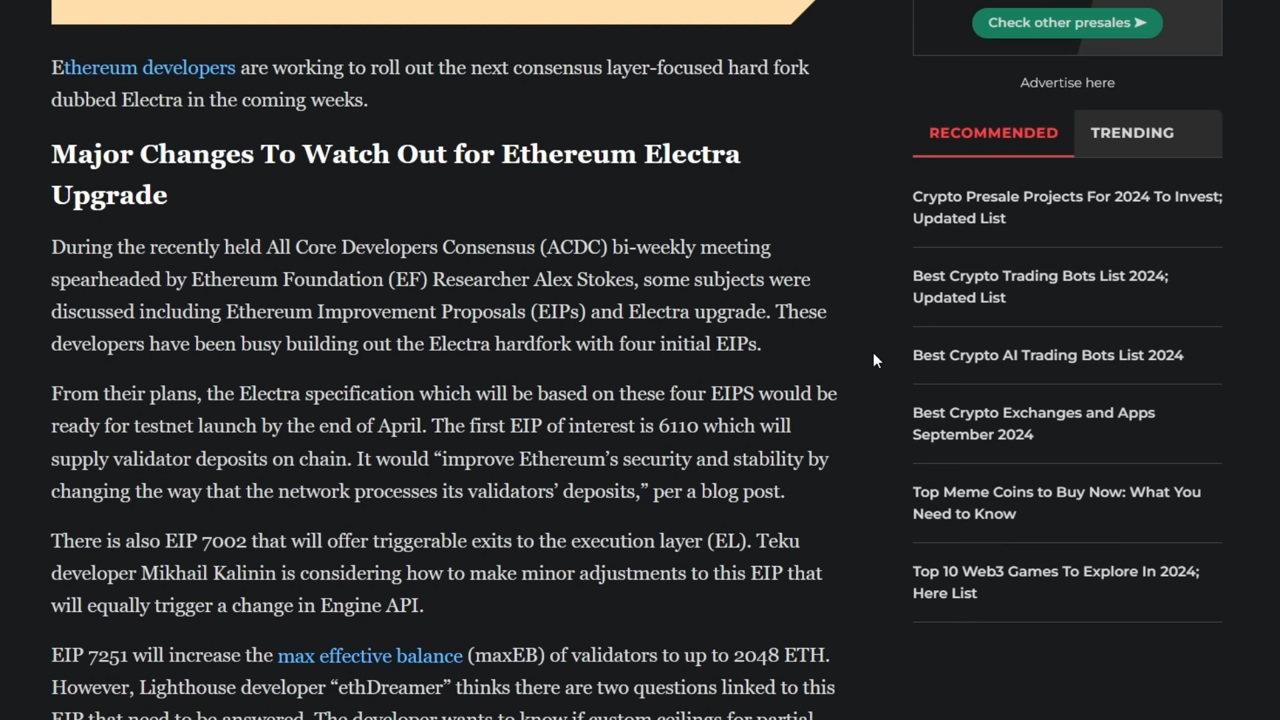 Ethereum developers are working to roll out the next consensus layer-focused hard fork
dubbed Electra in the coming weeks.
Major Changes To Watch Out for Ethereum Electra
Upgrade
During the recently held All Core Developers Consensus (ACDC) bi-weekly meeting
spearheaded by Ethereum Foundation (EF) Researcher Alex Stokes, some subjects were
discussed including Ethereum Improvement Proposals (EIPs) and Electra upgrade. These
developers have been busy building out the Electra hardfork with four initial EIPs.
From their plans, the Electra specification which will be based on these four EIPS would be
ready for testnet launch by the end of April. The first EIP of interest is 6110 which will
supply validator deposits on chain. It would “improve Ethereum’s security and stability by
changing the way that the network processes its validators’ deposits,” per a blog post.
There is also EIP 7002 that will offer triggerable exits to the execution layer (EL). Teku
developer Mikhail Kalinin is considering how to make minor adjustments to this EIP that
will equally trigger a change in Engine API.
EIP 7251 will increase the max effective balance (maxEB) of validators to up to 2048 ETH.
However, Lighthouse developer “ethDreamer” thinks there are two questions linked to this
EIP that need to be answered. The developer wants to know if custom ceilings for partial
Check other presales ➤
Advertise here
RECOMMENDED
TRENDING
Crypto Presale Projects For 2024 To Invest;
Updated List
Best Crypto Trading Bots List 2024;
Updated List
Best Crypto AI Trading Bots List 2024
Best Crypto Exchanges and Apps
September 2024
Top Meme Coins to Buy Now: What You
Need to Know
Top 10 Web3 Games To Explore In 2024;
Here List